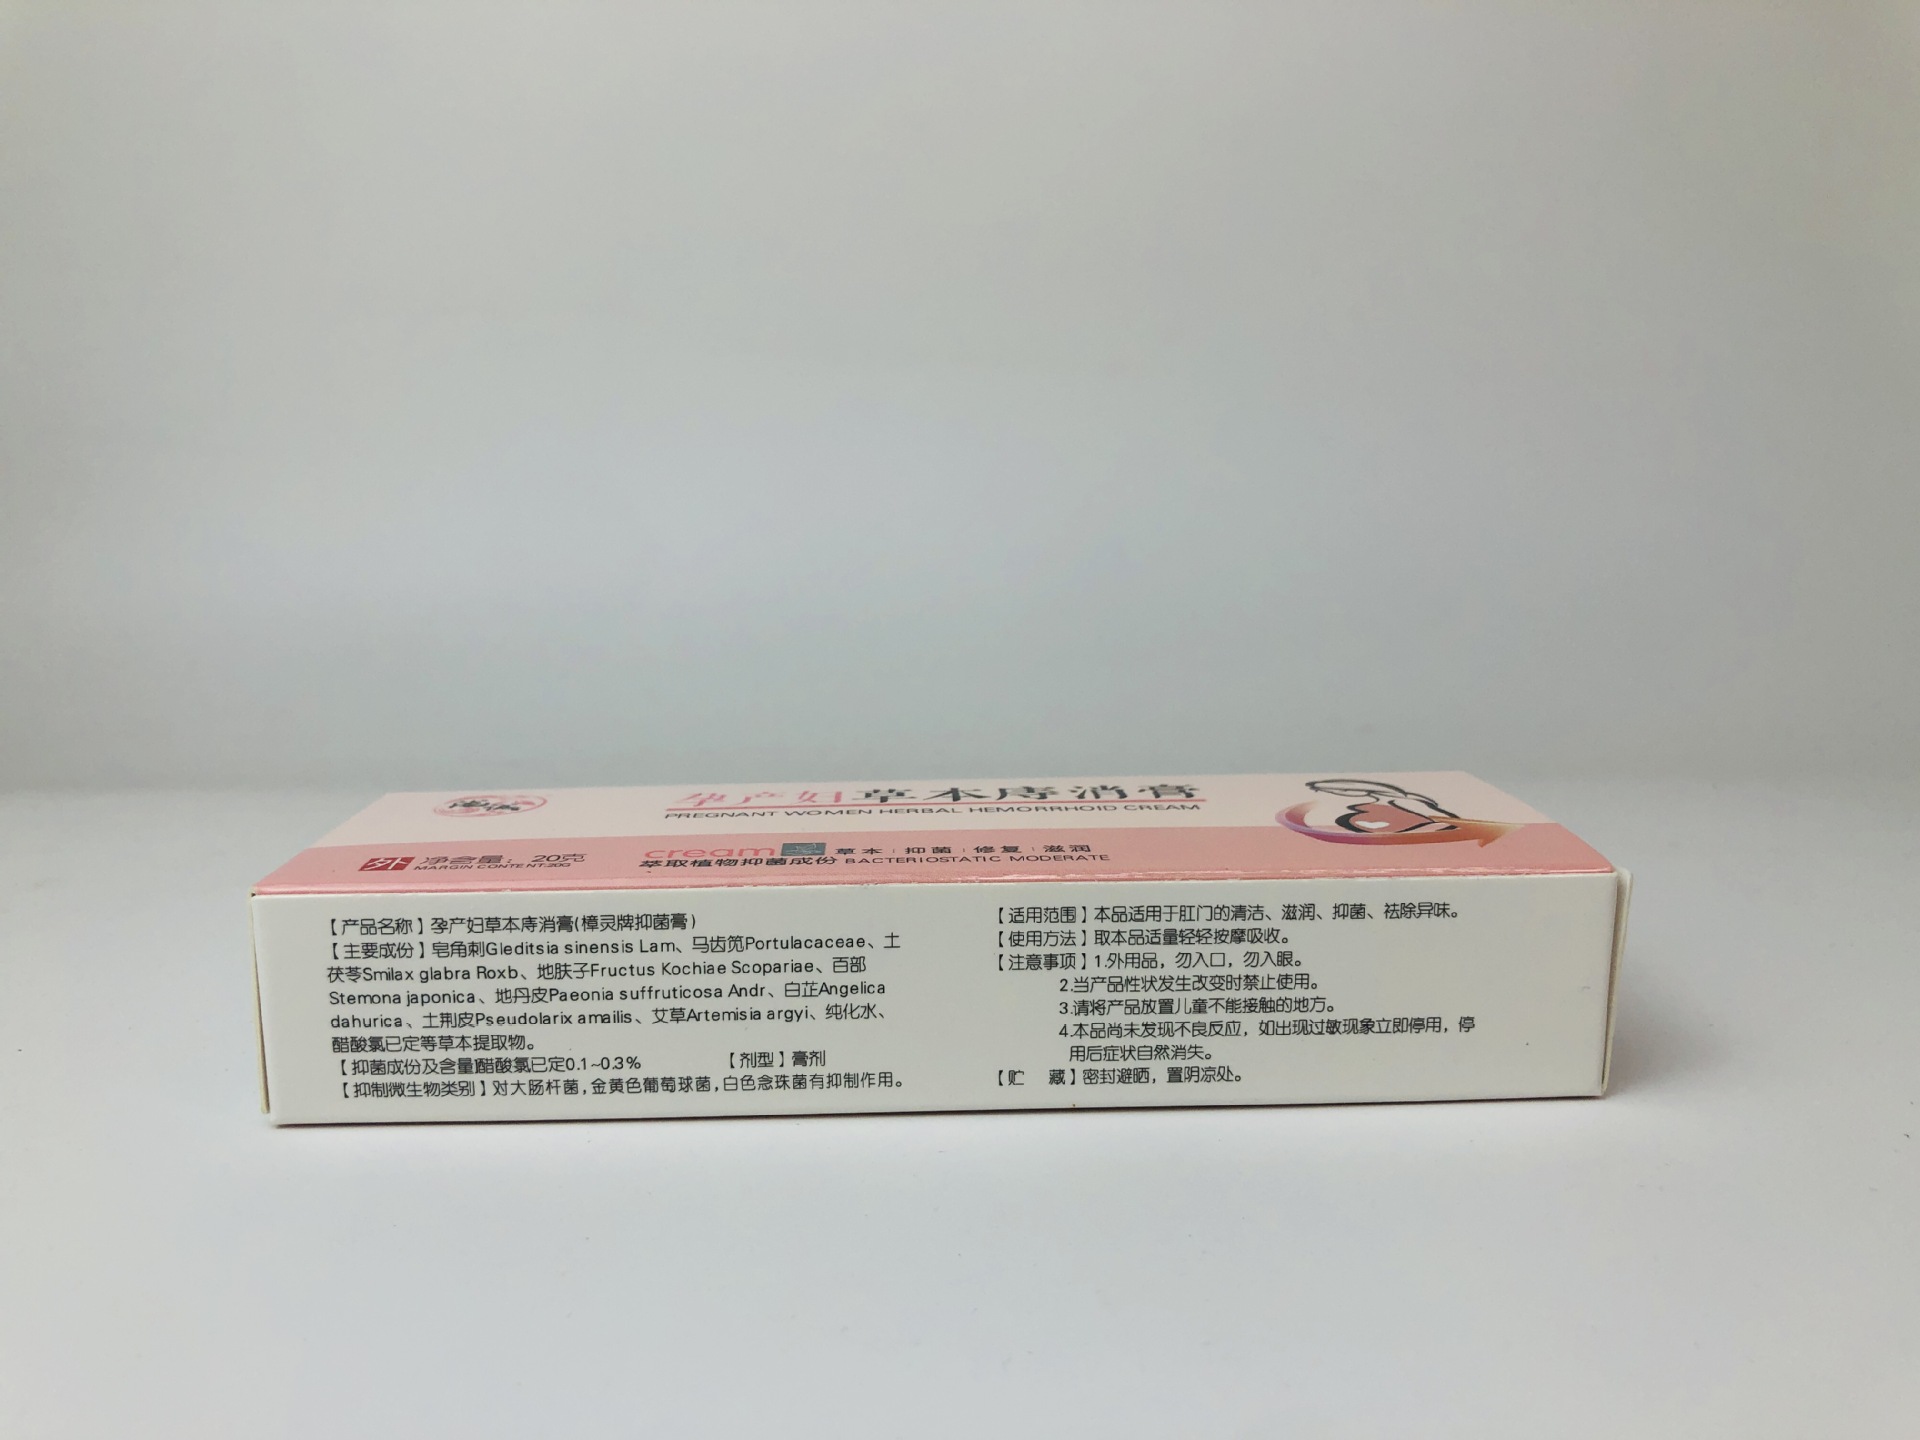 孕产妇草本痔消膏
PREGNANT WOMEN HERBAL HEMORRHOID CREAM
外 净含量：20克
MARGIN CONTENT:20G
cream 草本 | 抑菌 | 修复 | 滋润
萃取植物抑菌成份 BACTERIOSTATIC MODERATE
【产品名称】孕产妇草本痔消膏(樟灵牌抑菌膏)
【主要成份】皂角刺Gleditsia sinensis Lam、马齿笕Portulacaceae、土
茯苓Smilax glabra Roxb、地肤子Fructus Kochiae Scopariae、百部
Stemona japonica、地丹皮Paeonia suffruticosa Andr、白芷Angelica
dahurica、土荆皮Pseudolarix amailis、艾草Artemisia argyi、纯化水、
醋酸氯已定等草本提取物。
【抑菌成份及含量】醋酸氯已定0.1~0.3% 【剂型】膏剂
【抑制微生物类别】对大肠杆菌,金黄色葡萄球菌,白色念珠菌有抑制作用。
【适用范围】本品适用于肛门的清洁、滋润、抑菌、祛除异味。
【使用方法】取本品适量轻轻按摩吸收。
【注意事项】1.外用品，勿入口，勿入眼。
2.当产品性状发生改变时禁止使用。
3.请将产品放置儿童不能接触的地方。
4.本品尚未发现不良反应，如出现过敏现象立即停用，停
用后症状自然消失。
【贮 藏】密封避晒，置阴凉处。